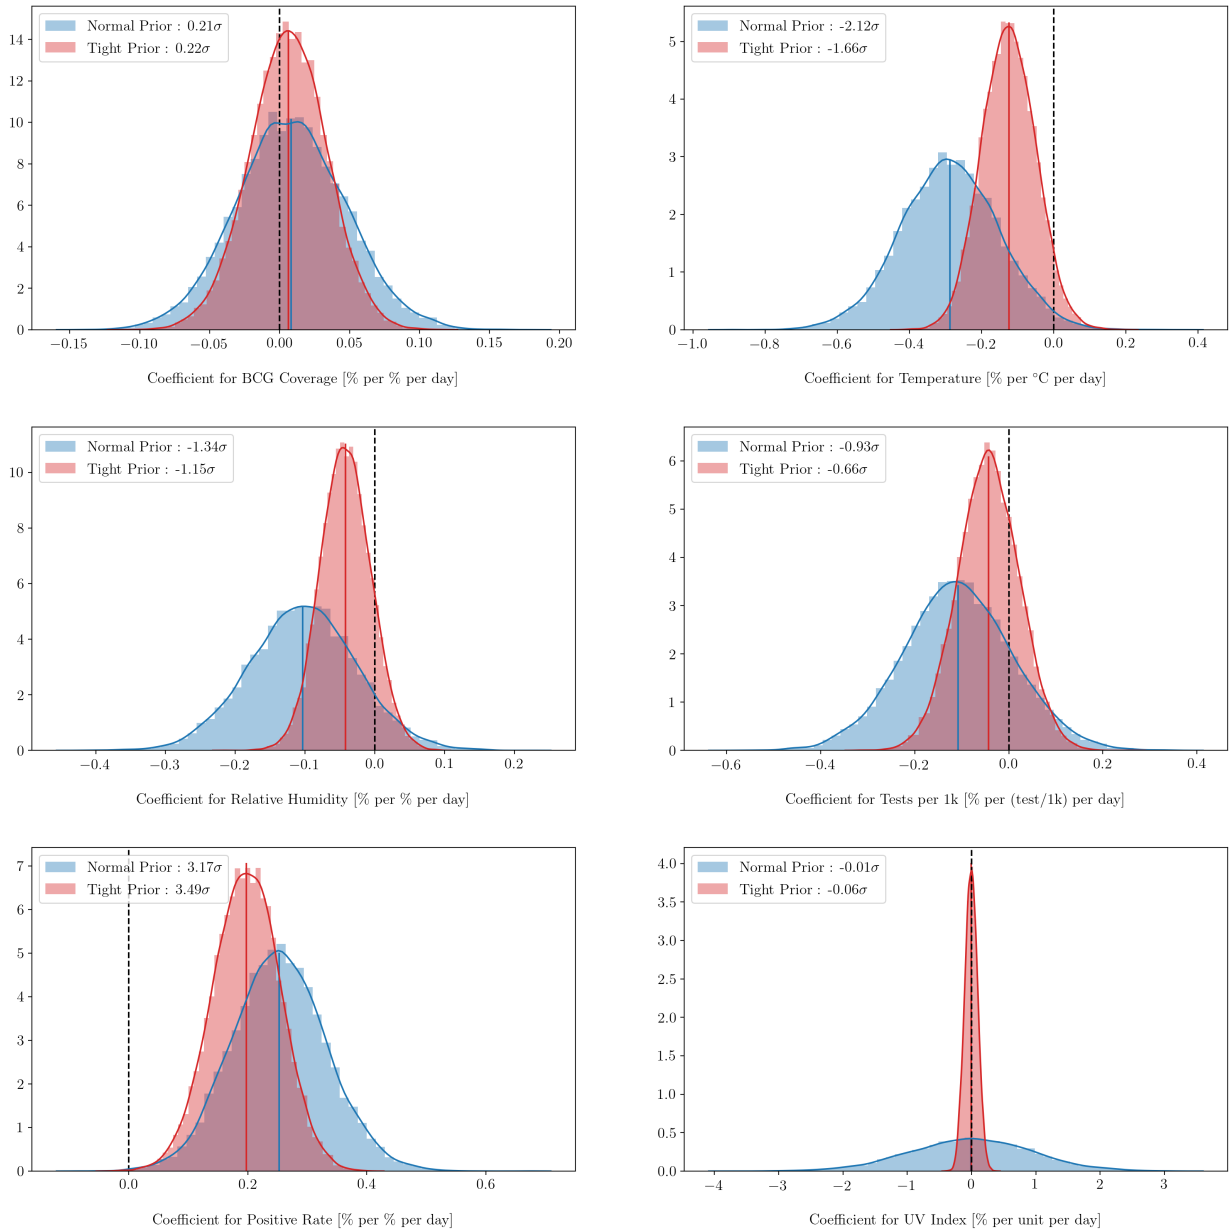 Normal Prior : 0.21σ
Tight Prior : 0.22σ
14
12
10
8
6
4
2
0
−0.15 −0.10 −0.05 0.00 0.05 0.10 0.15 0.20
Coefficient for BCG Coverage [% per % per day]
Normal Prior : -2.12σ
Tight Prior : -1.66σ
5
4
3
2
1
0
−1.0 −0.8 −0.6 −0.4 −0.2 0.0 0.2 0.4
Coefficient for Temperature [% per °C per day]
Normal Prior : -1.34σ
Tight Prior : -1.15σ
10
8
6
4
2
0
−0.4 −0.3 −0.2 −0.1 0.0 0.1 0.2
Coefficient for Relative Humidity [% per % per day]
Normal Prior : -0.93σ
Tight Prior : -0.66σ
6
5
4
3
2
1
0
−0.6 −0.4 −0.2 0.0 0.2 0.4
Coefficient for Tests per 1k [% per (test/1k) per day]
Normal Prior : 3.17σ
Tight Prior : 3.49σ
7
6
5
4
3
2
1
0
0.0 0.2 0.4 0.6
Coefficient for Positive Rate [% per % per day]
Normal Prior : -0.01σ
Tight Prior : -0.06σ
4.0
3.5
3.0
2.5
2.0
1.5
1.0
0.5
0.0
−4 −3 −2 −1 0 1 2 3
Coefficient for UV Index [% per unit per day]